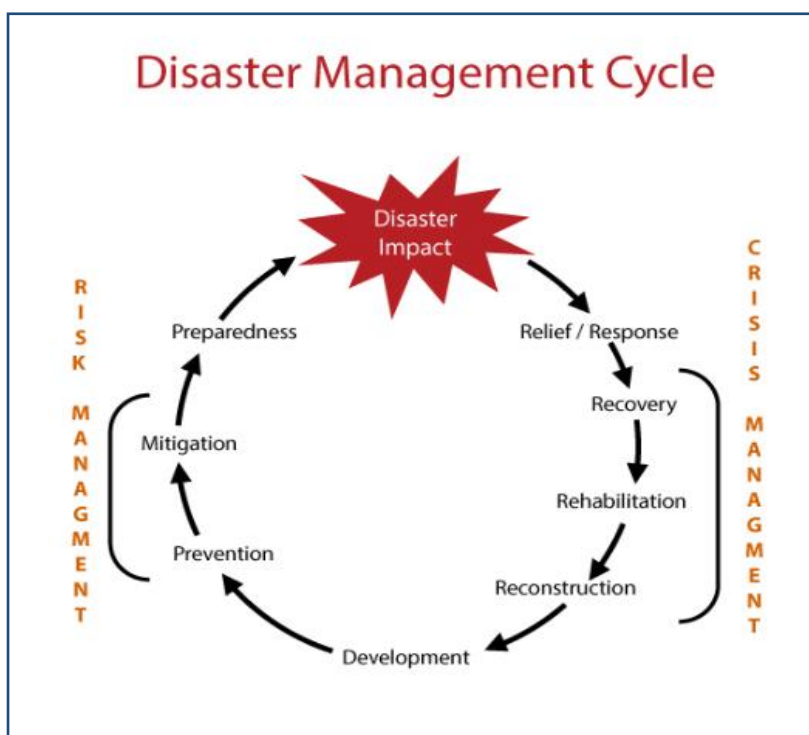 Disaster Management Cycle
Disaster
Impact
Relief / Response
Recovery
Rehabilitation
Reconstruction
Development
Prevention
Mitigation
Preparedness
RISK MANAGMENT
CRISIS MANAGMENT